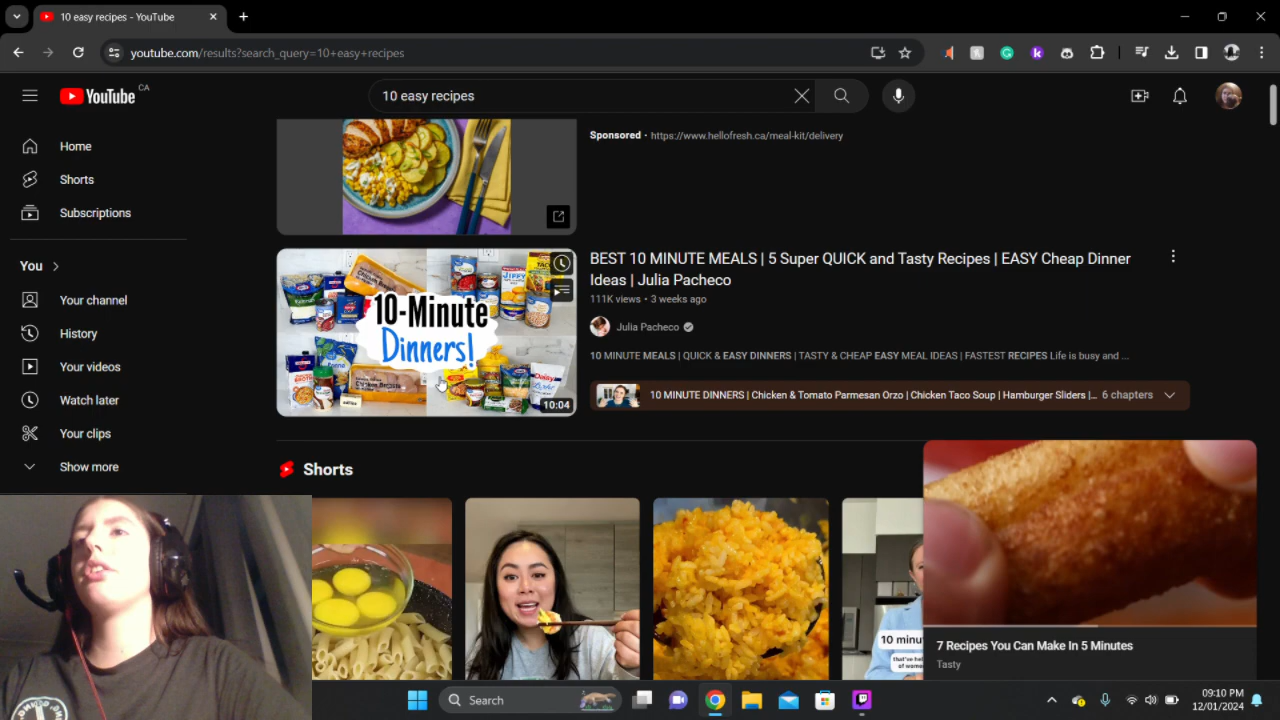 10 easy recipes - YouTube
youtube.com/results?search_query=10+easy+recipes
YouTube CA
10 easy recipes
Home
Shorts
Subscriptions
You
Your channel
History
Your videos
Watch later
Your clips
Show more
Sponsored · https://www.hellofresh.ca/meal-kit/delivery
10-Minute
Dinners!
10:04
BEST 10 MINUTE MEALS | 5 Super QUICK and Tasty Recipes | EASY Cheap Dinner
Ideas | Julia Pacheco
111K views · 3 weeks ago
Julia Pacheco
10 MINUTE MEALS | QUICK & EASY DINNERS | TASTY & CHEAP EASY MEAL IDEAS | FASTEST RECIPES Life is busy and ...
10 MINUTE DINNERS | Chicken & Tomato Parmesan Orzo | Chicken Taco Soup | Hamburger Sliders |... 6 chapters
Shorts
10 minu
that've hel
of wome
7 Recipes You Can Make In 5 Minutes
Tasty
Search
09:10 PM
12/01/2024